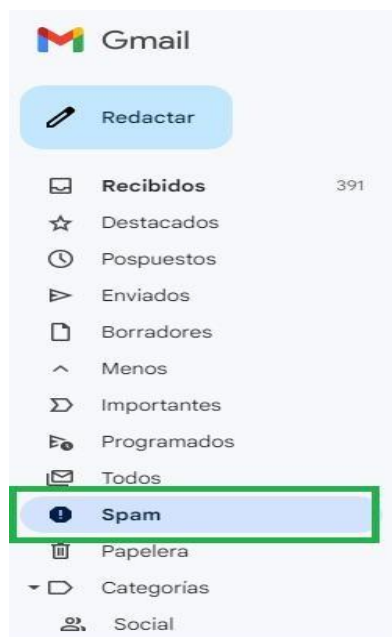 Gmail
Redactar
Recibidos 391
Destacados
Pospuestos
Enviados
Borradores
Menos
Importantes
Programados
Todos
Spam
Papelera
Categorías
Social